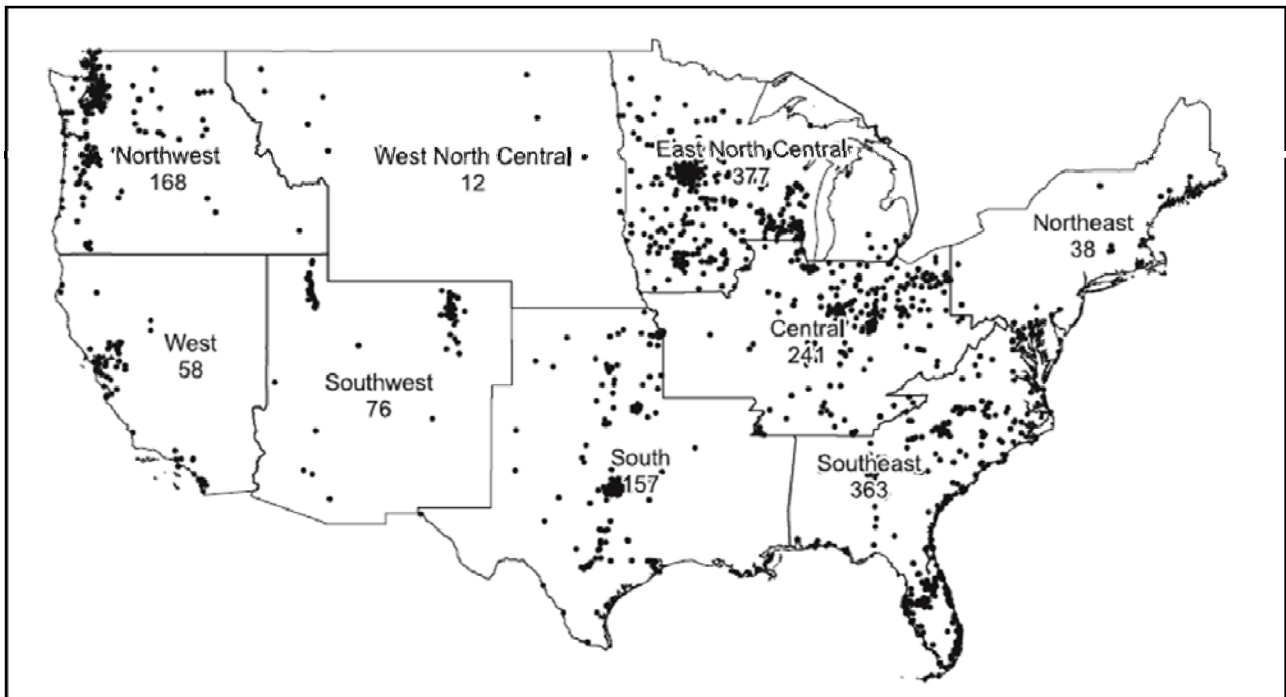 'Northwest
168
West North Central
12
East North Central
377
Northeast
38
West
58
Southwest
76
Central
241
South
157
Southeast
363